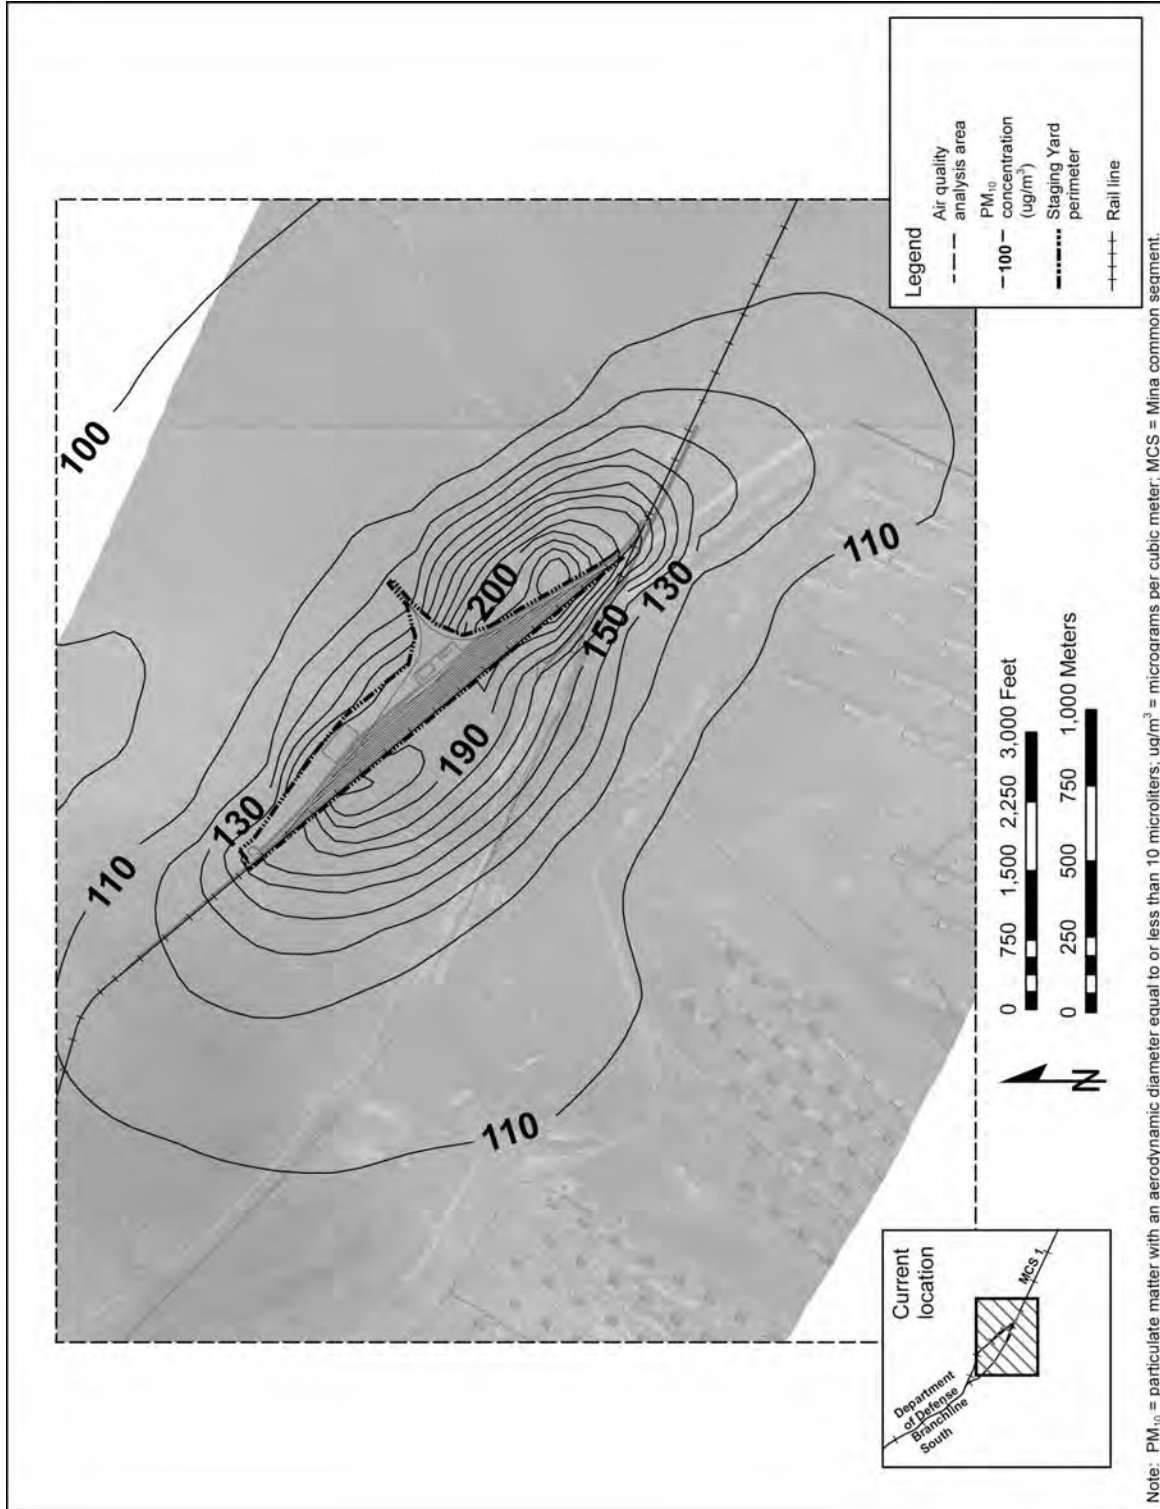 100
110
130
200
110
190
150
130
110
110
Current
location
Department
of Defense
Branchline
South
MCS 1
N
0 750 1,500 2,250 3,000 Feet
0 250 500 750 1,000 Meters
Legend
Air quality
analysis area
PM10
100 concentration
(ug/m³)
Staging Yard
perimeter
Rail line
Note: PM10 = particulate matter with an aerodynamic diameter equal to or less than 10 microliters; ug/m³ = micrograms per cubic meter; MCS = Mina common segment.